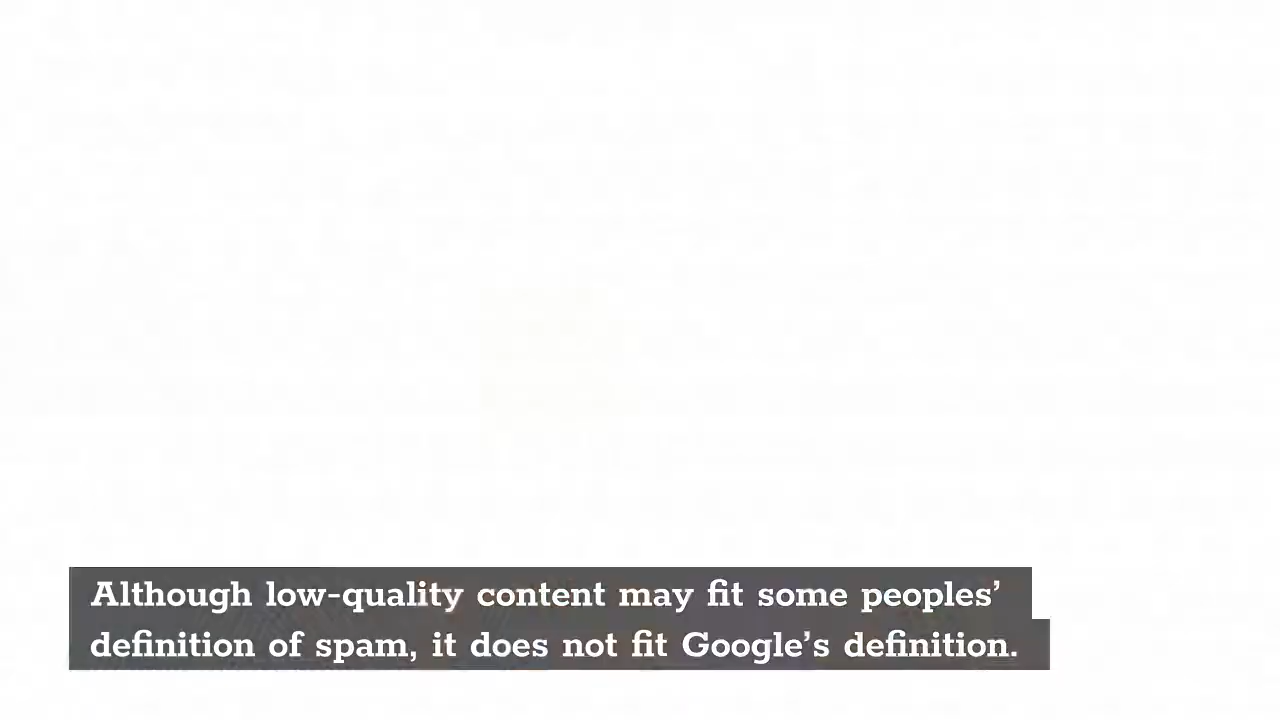 Although low-quality content may fit some peoples’
definition of spam, it does not fit Google’s definition.